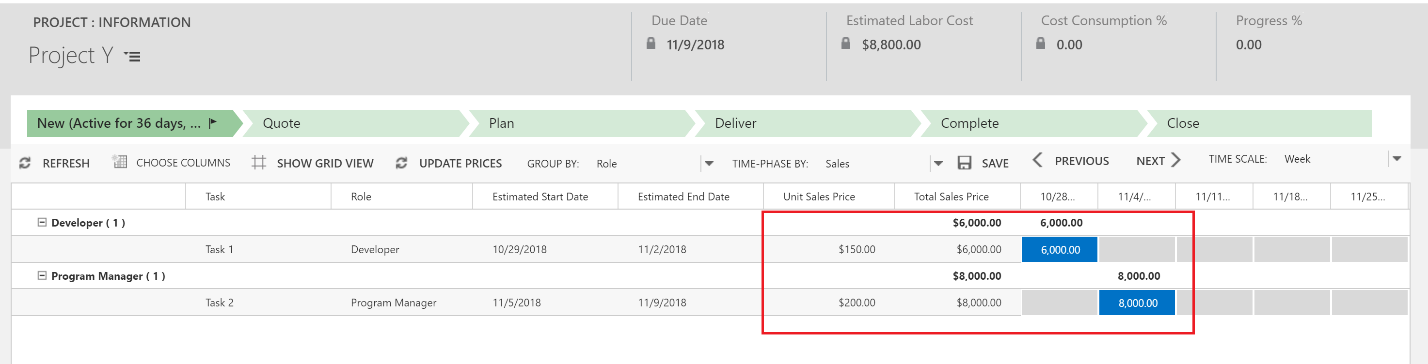 PROJECT : INFORMATION
Project Y
Due Date
11/9/2018
Estimated Labor Cost
$8,800.00
Cost Consumption %
0.00
Progress %
0.00
New (Active for 36 days, ...
Quote
Plan
Deliver
Complete
Close
REFRESH CHOOSE COLUMNS SHOW GRID VIEW UPDATE PRICES GROUP BY: Role TIME-PHASE BY: Sales SAVE PREVIOUS NEXT TIME SCALE: Week
Task Role Estimated Start Date Estimated End Date Unit Sales Price Total Sales Price 10/28... 11/4/... 11/11... 11/18... 11/25...
Developer ( 1 ) $6,000.00 6,000.00
Task 1 Developer 10/29/2018 11/2/2018 $150.00 $6,000.00 6,000.00
Program Manager ( 1 ) $8,000.00 8,000.00
Task 2 Program Manager 11/5/2018 11/9/2018 $200.00 $8,000.00 8,000.00